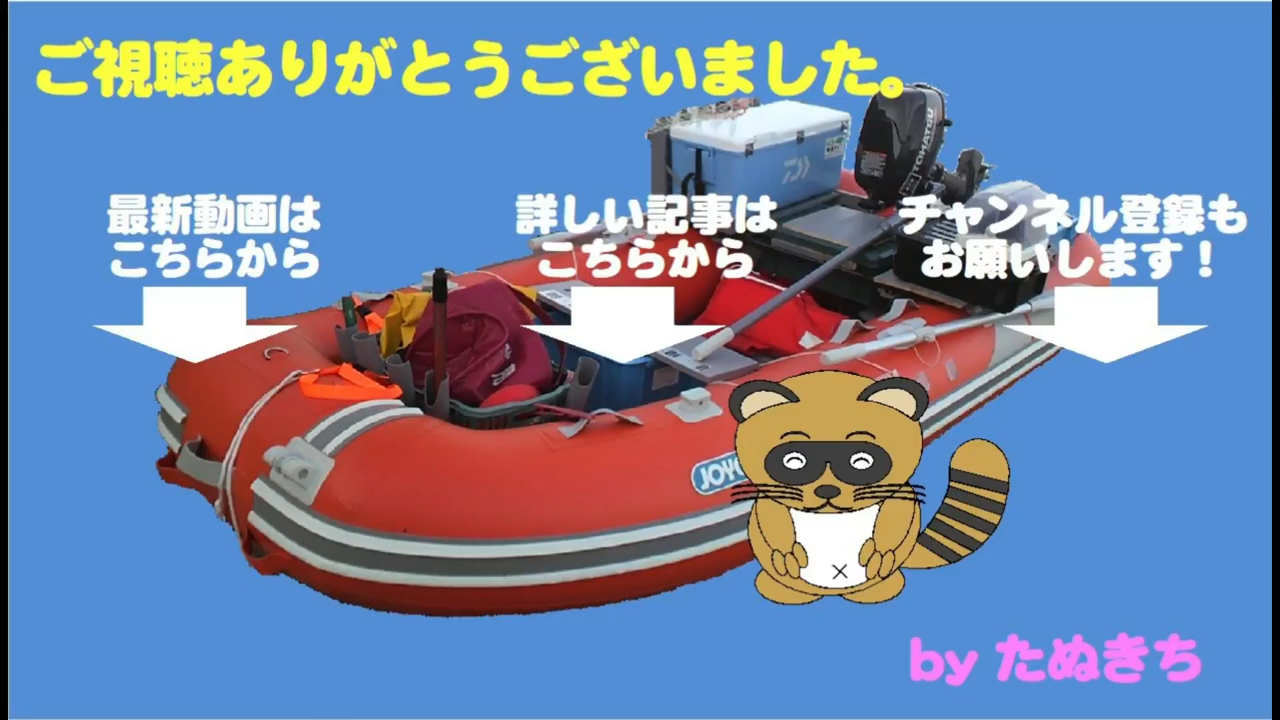 ご視聴ありがとうございました。
最新動画は
こちらから
詳しい記事は
こちらから
チャンネル登録も
お願いします！
TOHATSU
JOYC
by たぬきち